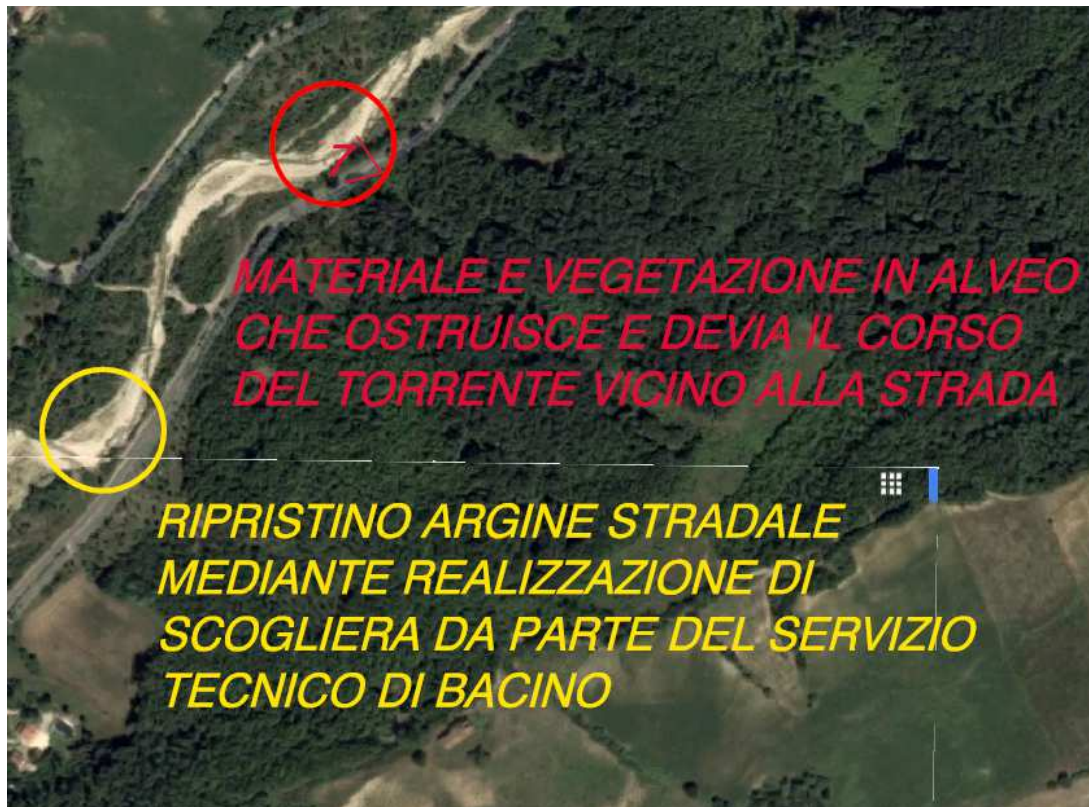 7
MATERIALE E VEGETAZIONE IN ALVEO
CHE OSTRUISCE E DEVIA IL CORSO
DEL TORRENTE VICINO ALLA STRADA
RIPRISTINO ARGINE STRADALE
MEDIANTE REALIZZAZIONE DI
SCOGLIERA DA PARTE DEL SERVIZIO
TECNICO DI BACINO